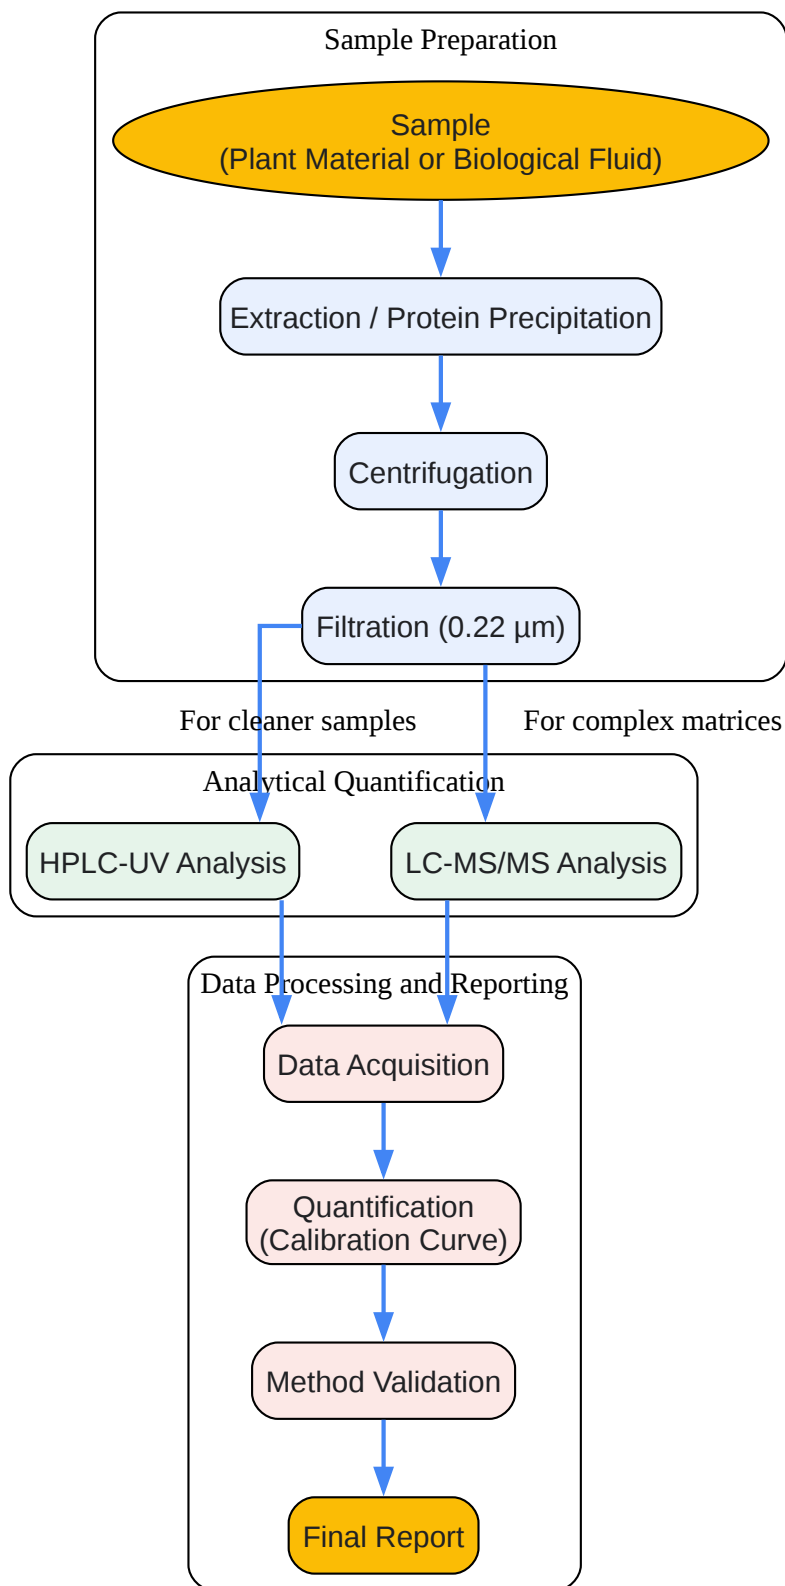 Sample Preparation
Sample
(Plant Material or Biological Fluid)
Extraction / Protein Precipitation
Centrifugation
Filtration (0.22 µm)
For cleaner samples
For complex matrices
Analytical Quantification
HPLC-UV Analysis
LC-MS/MS Analysis
Data Processing and Reporting
Data Acquisition
Quantification
(Calibration Curve)
Method Validation
Final Report